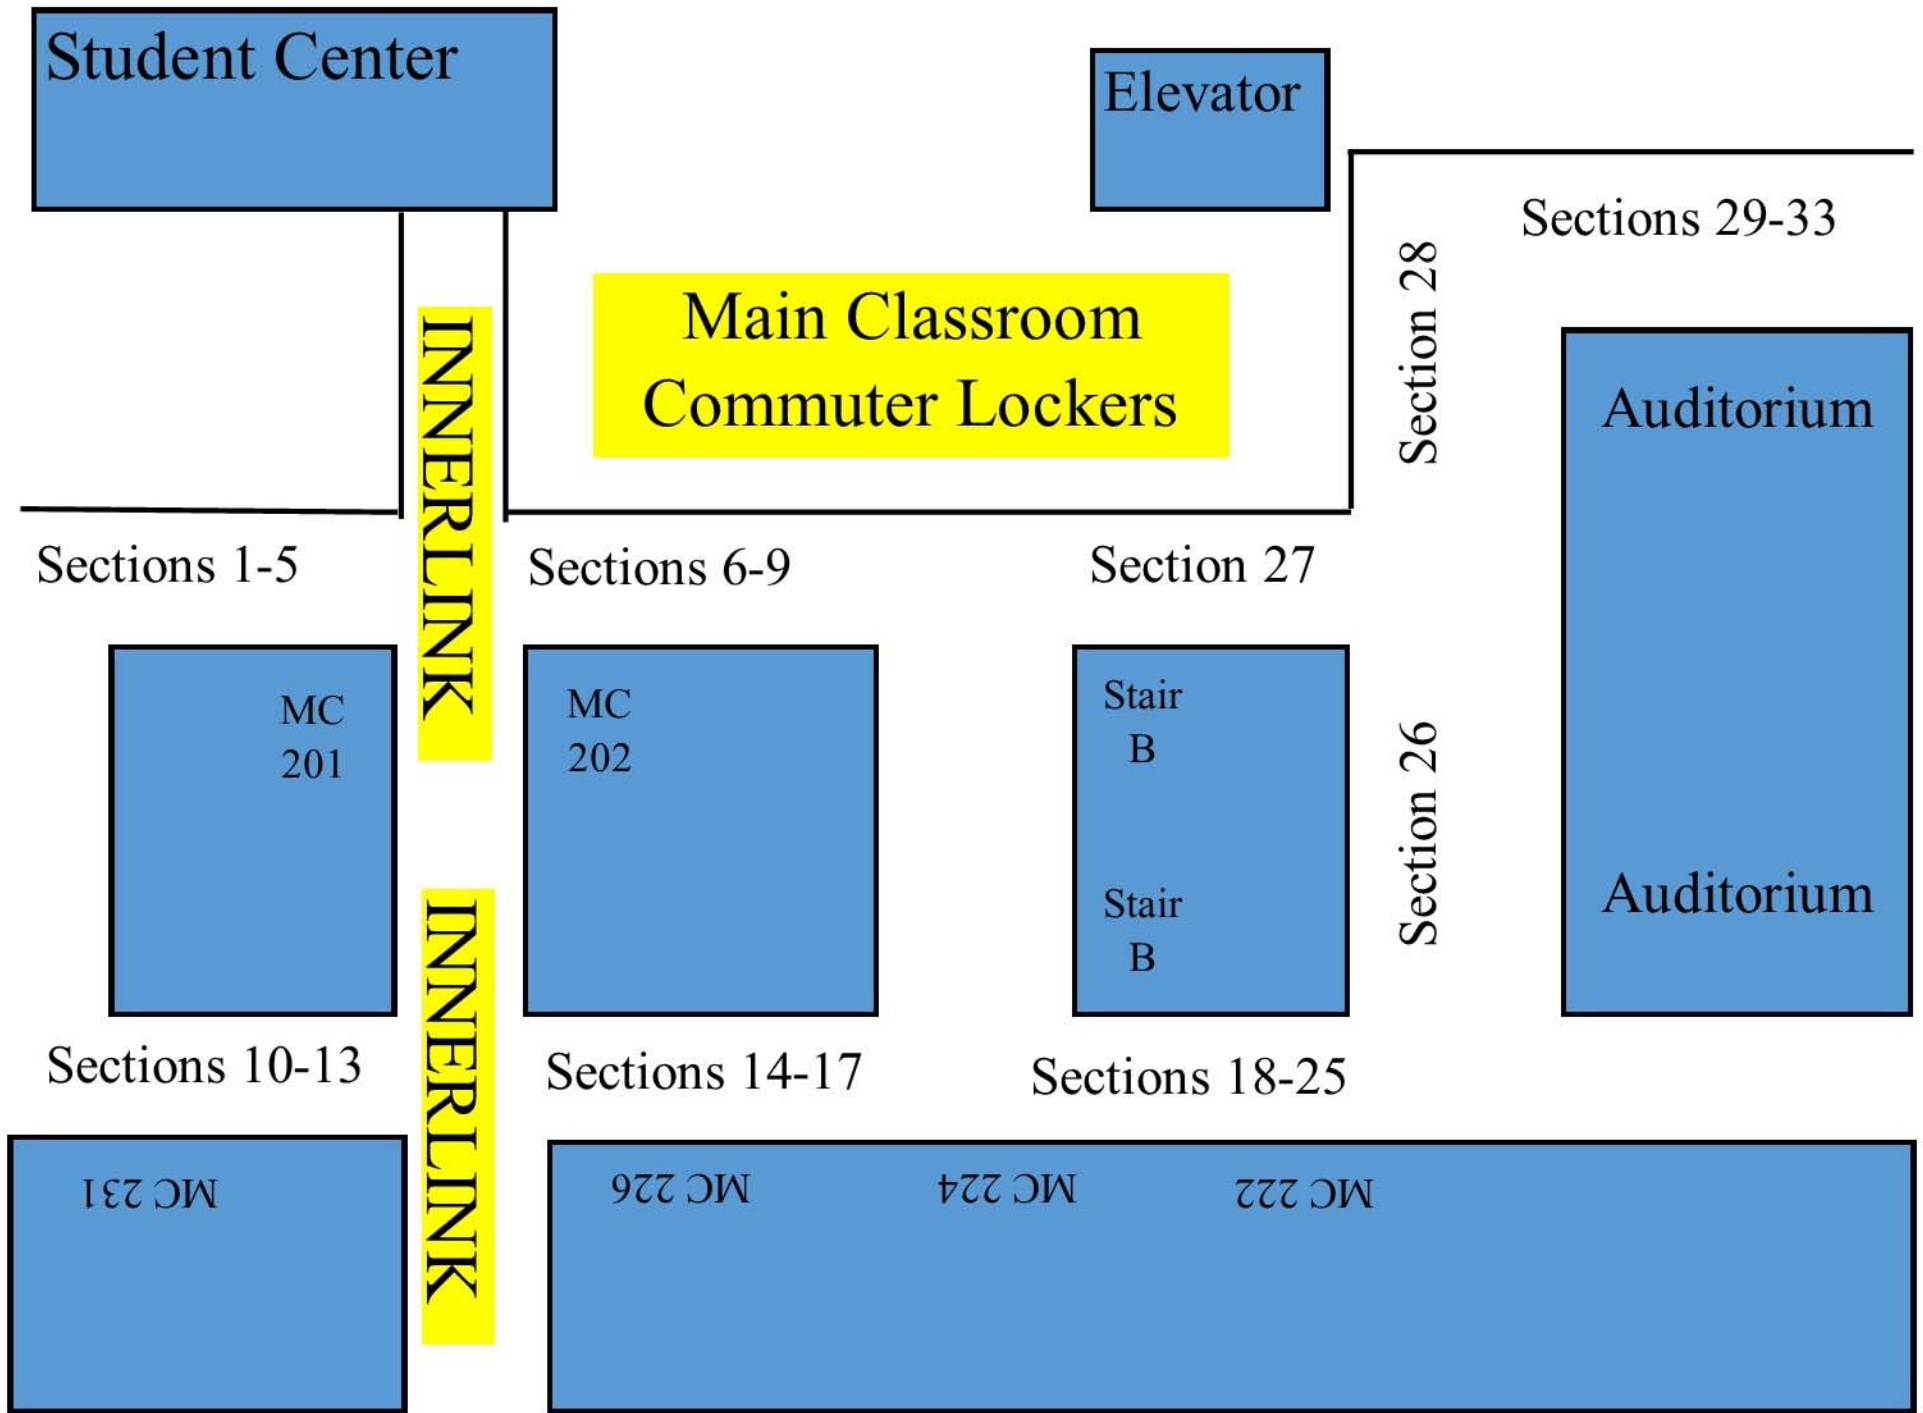 Student Center
Elevator
Sections 29-33
Section 28
Main Classroom
Commuter Lockers
INNERLINK
Auditorium
Sections 1-5
Sections 6-9
Section 27
MC
201
MC
202
Stair
B
Section 26
Stair
B
Auditorium
INNERLINK
Sections 10-13
Sections 14-17
Sections 18-25
MC 231
MC 226
MC 224
MC 222